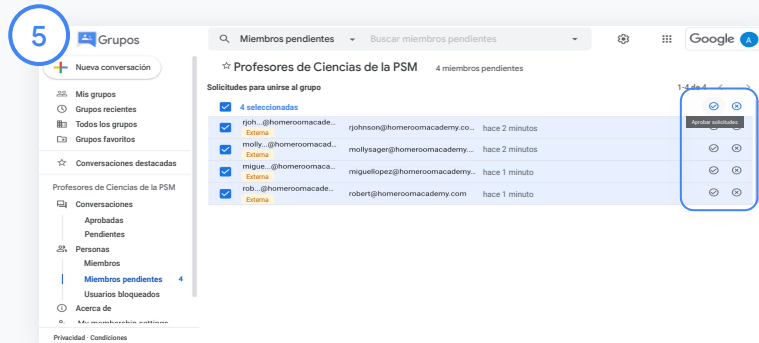 5
Grupos
Miembros pendientes
Buscar miembros pendientes
Google
A
Nueva conversación
Profesores de Ciencias de la PSM
4 miembros pendientes
Solicitudes para unirse al grupo
1-4 de 4
Mis grupos
Grupos recientes
Todos los grupos
Grupos favoritos
Conversaciones destacadas
Profesores de Ciencias de la PSM
Conversaciones
Aprobadas
Pendientes
Personas
Miembros
Miembros pendientes 4
Usuarios bloqueados
Acerca de
My membership settings
Privacidad · Condiciones
4 seleccionadas
Aprobar solicitudes
rjoh...@homeroomacade...
Externa
rjohnson@homeroomacademy.co...
hace 2 minutos
molly...@homeroomacade...
Externa
mollysager@homeroomacademy....
hace 2 minutos
migue...@homeroomaca...
Externa
miguellopez@homeroomacademy...
hace 1 minuto
rob...@homeroomacade...
Externa
robert@homeroomacademy.com
hace 1 minuto